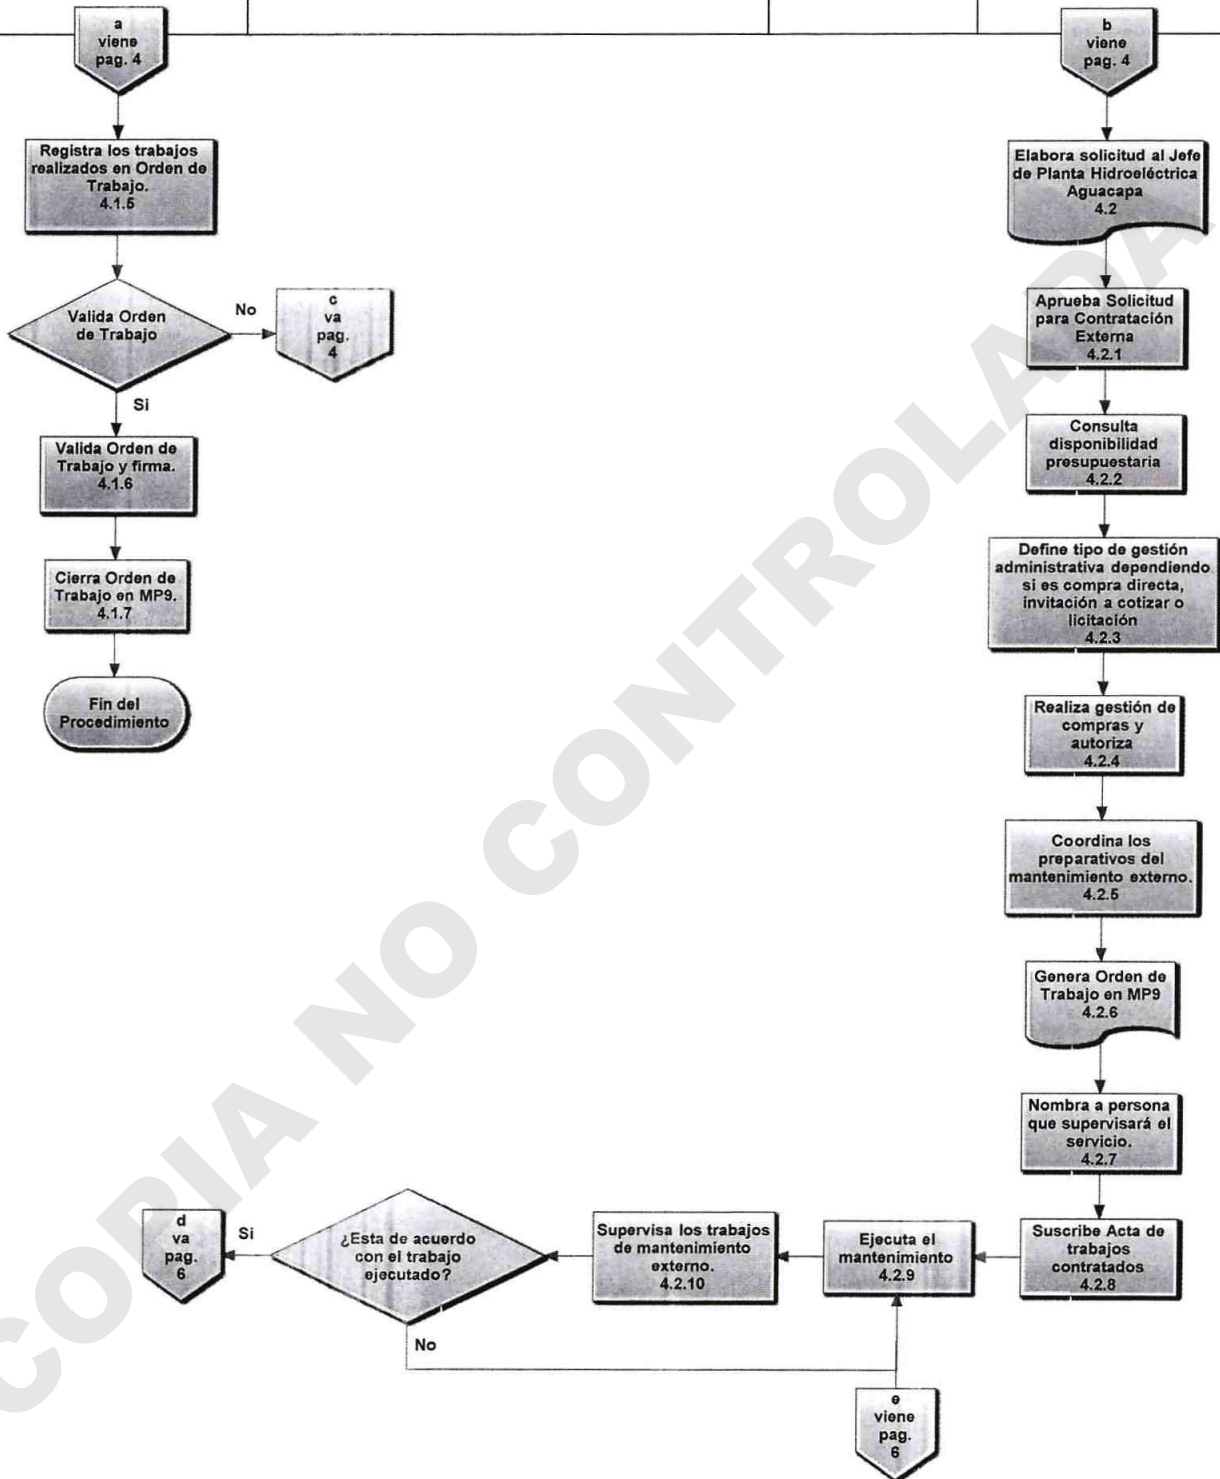 a
viene
pag. 4
Registra los trabajos
realizados en Orden de
Trabajo.
4.1.5
Valida Orden
de Trabajo
No
c
va
pag.
4
Si
Valida Orden de
Trabajo y firma.
4.1.6
Cierra Orden de
Trabajo en MP9.
4.1.7
Fin del
Procedimiento
b
viene
pag. 4
Elabora solicitud al Jefe
de Planta Hidroeléctrica
Aguacapa
4.2
Aprueba Solicitud
para Contratación
Externa
4.2.1
Consulta
disponibilidad
presupuestaria
4.2.2
Define tipo de gestión
administrativa dependiendo
si es compra directa,
invitación a cotizar o
licitación
4.2.3
Realiza gestión de
compras y
autoriza
4.2.4
Coordina los
preparativos del
mantenimiento externo.
4.2.5
Genera Orden de
Trabajo en MP9
4.2.6
Nombra a persona
que supervisará el
servicio.
4.2.7
Suscribe Acta de
trabajos
contratados
4.2.8
Ejecuta el
mantenimiento
4.2.9
Supervisa los trabajos
de mantenimiento
externo.
4.2.10
¿Esta de acuerdo
con el trabajo
ejecutado?
Si
d
va
pag.
6
No
e
viene
pag.
6
COPIA NO CONTROLADA